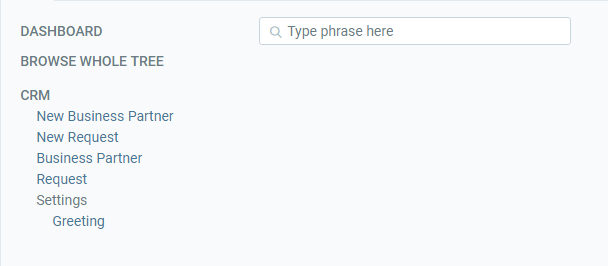 DASHBOARD
Type phrase here
BROWSE WHOLE TREE
CRM
New Business Partner
New Request
Business Partner
Request
Settings
Greeting